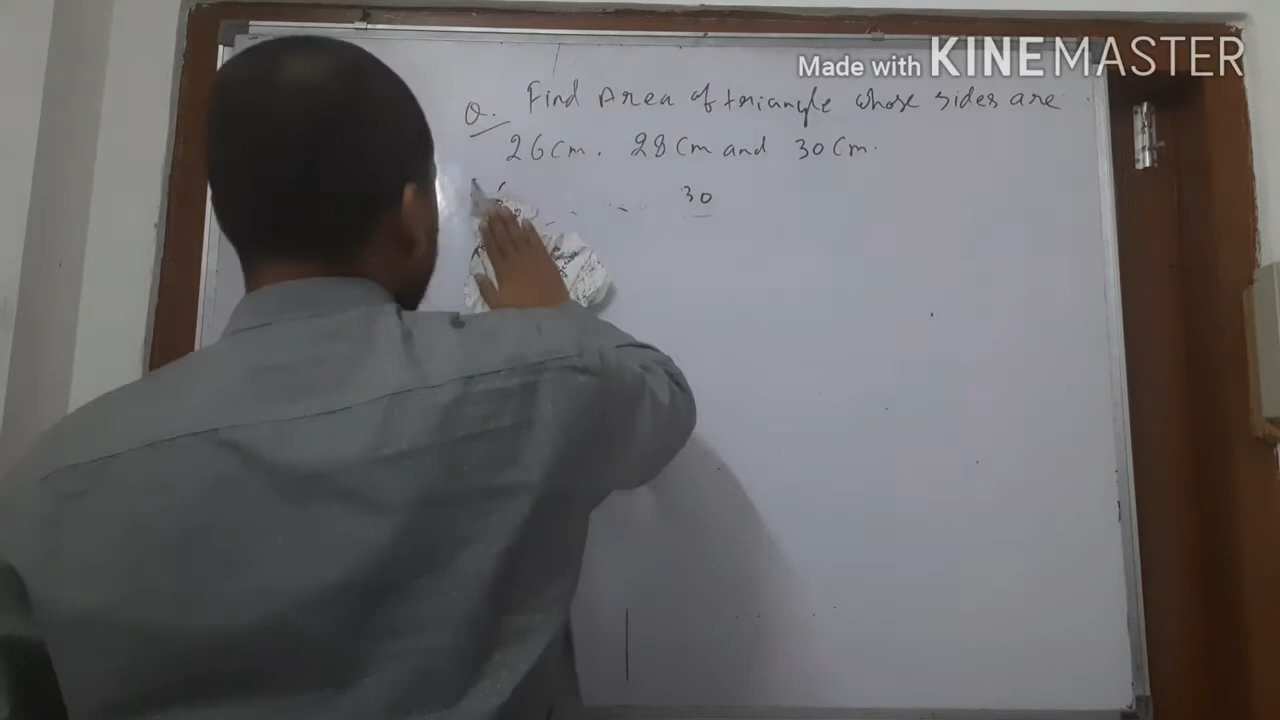 Made with KINEMASTER
Q. Find Area of triangle whose sides are
26 cm, 28 cm and 30 cm.
30